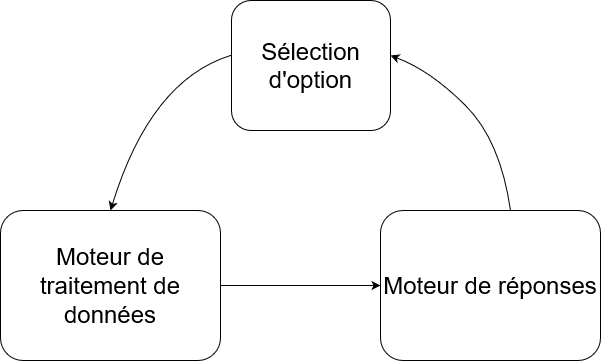 Sélection
d'option
Moteur de
traitement de
données
Moteur de réponses